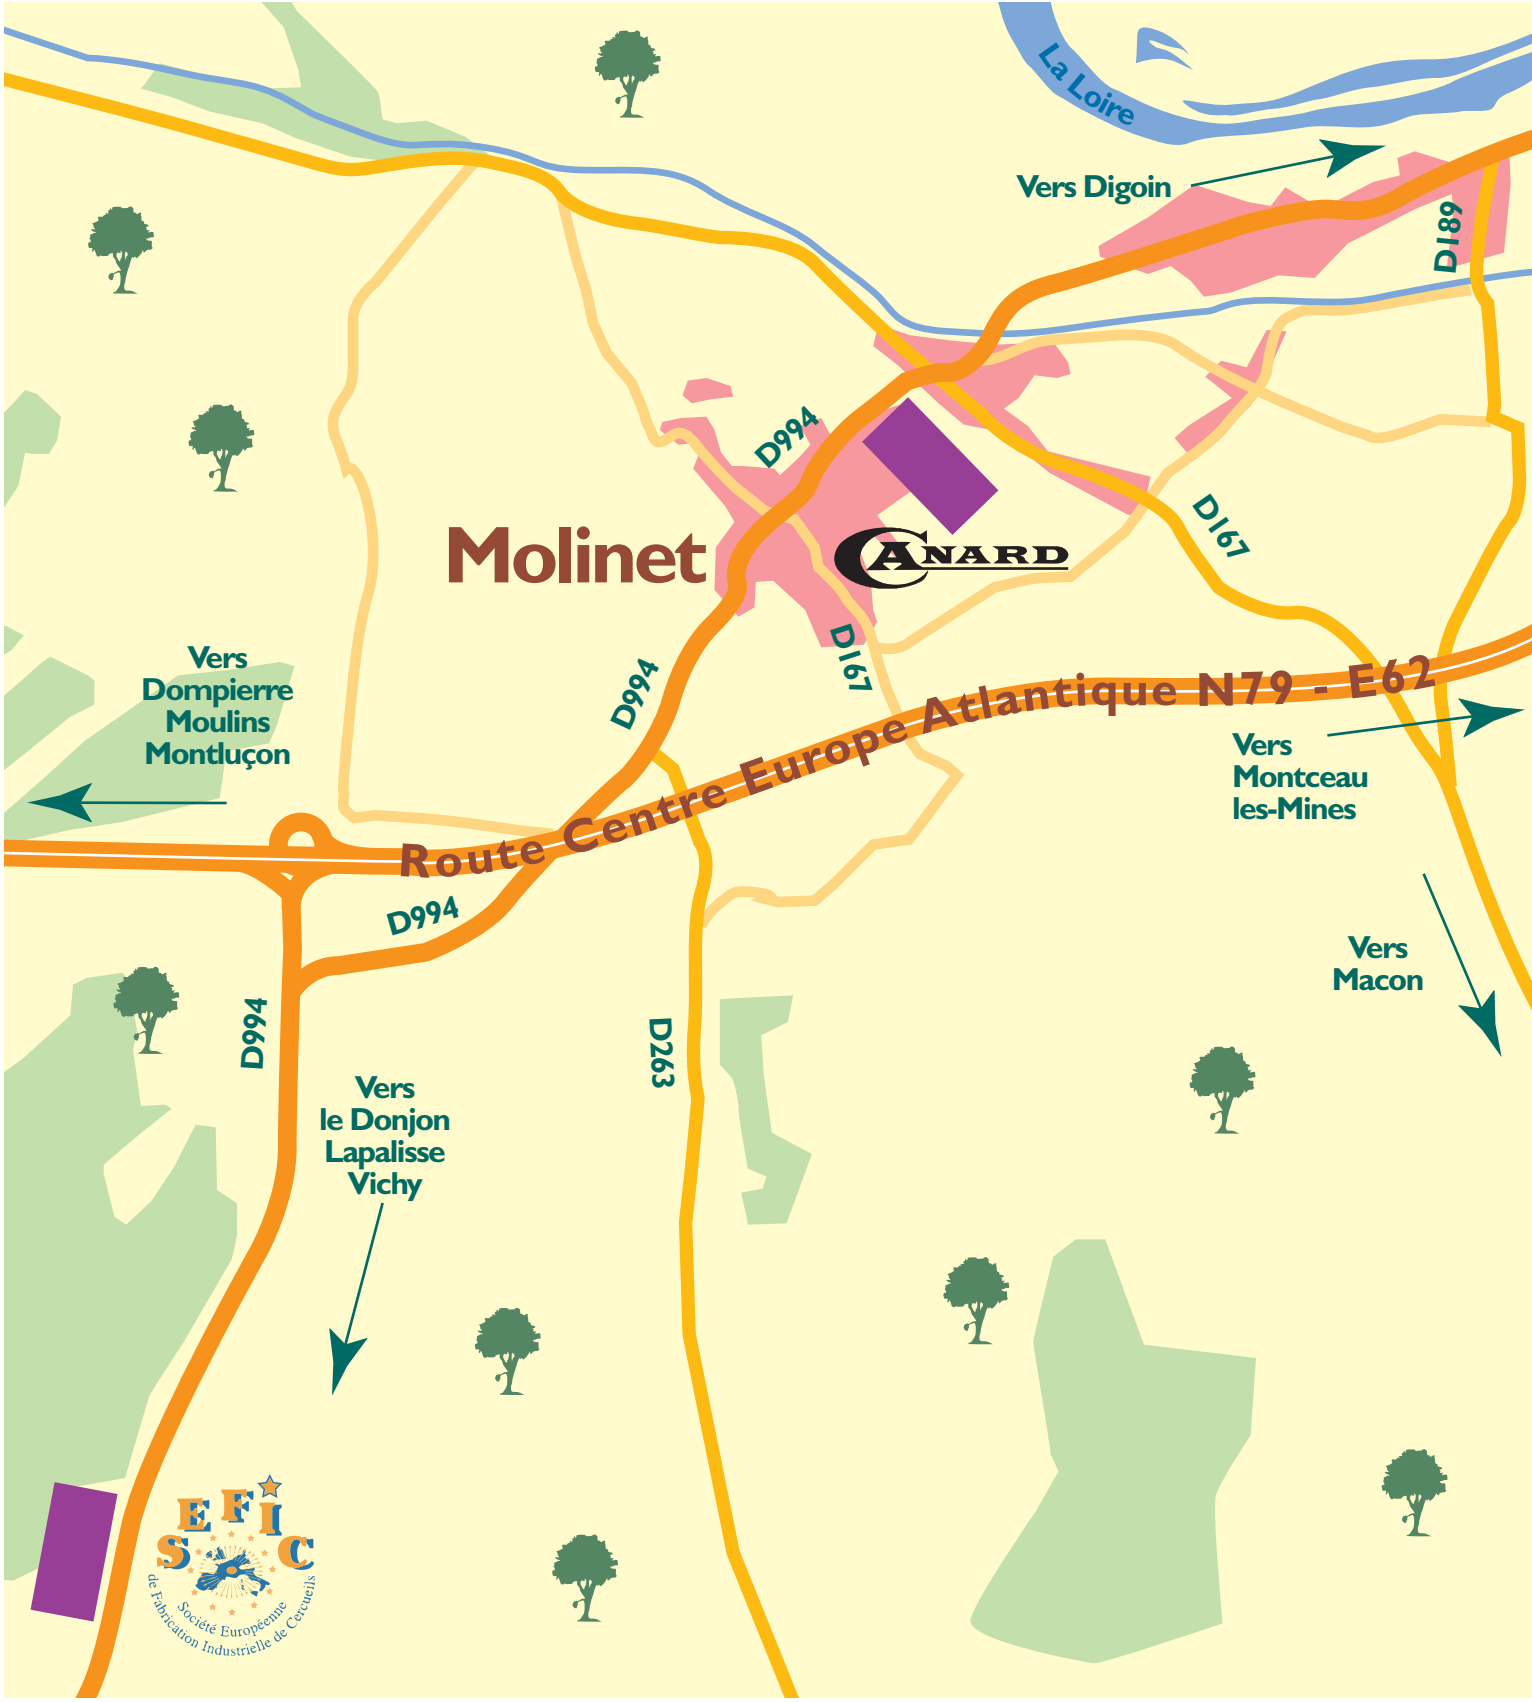 La Loire
Vers Digoin
D189
D994
D167
Molinet
CANARD
D167
D994
Vers
Dompierre
Moulins
Montluçon
Route Centre Europe Atlantique N79 - E62
Vers
Montceau
les-Mines
D994
Vers
Macon
D994
D263
Vers
le Donjon
Lapalisse
Vichy
SEFIC
Société Européenne
de Fabrication Industrielle de Cercueils